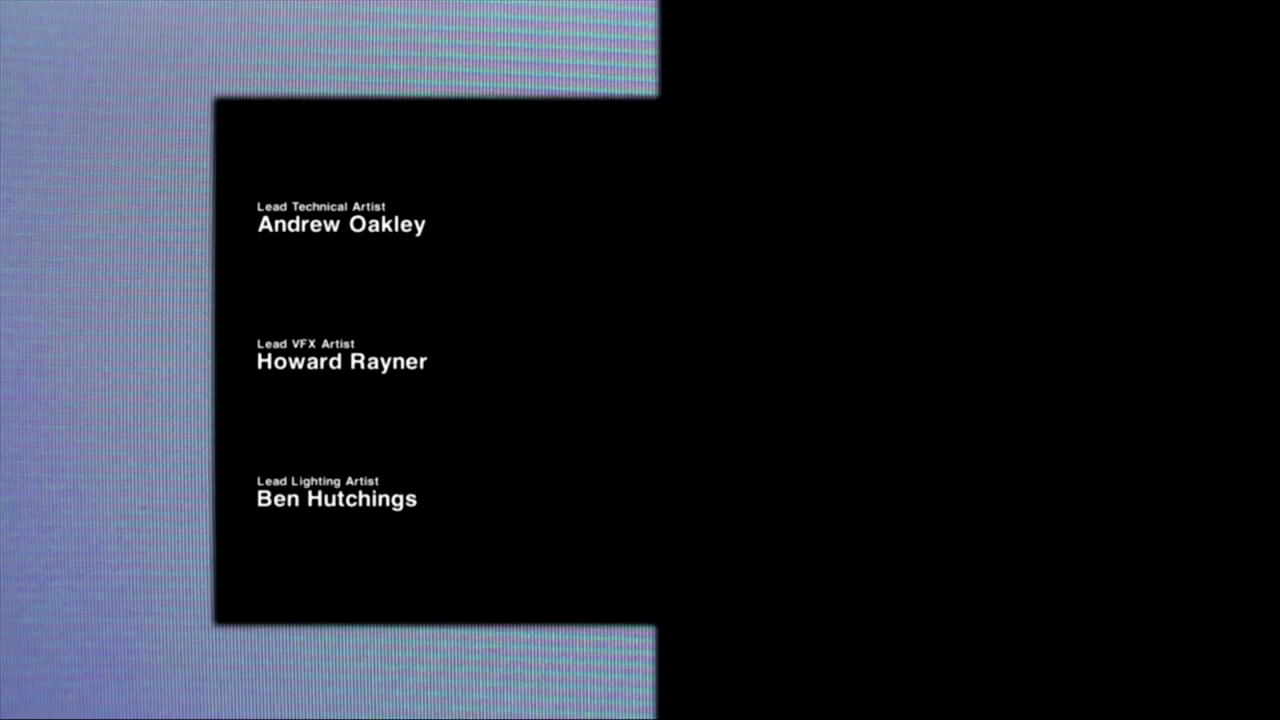 Lead Technical Artist
Andrew Oakley
Lead VFX Artist
Howard Rayner
Lead Lighting Artist
Ben Hutchings